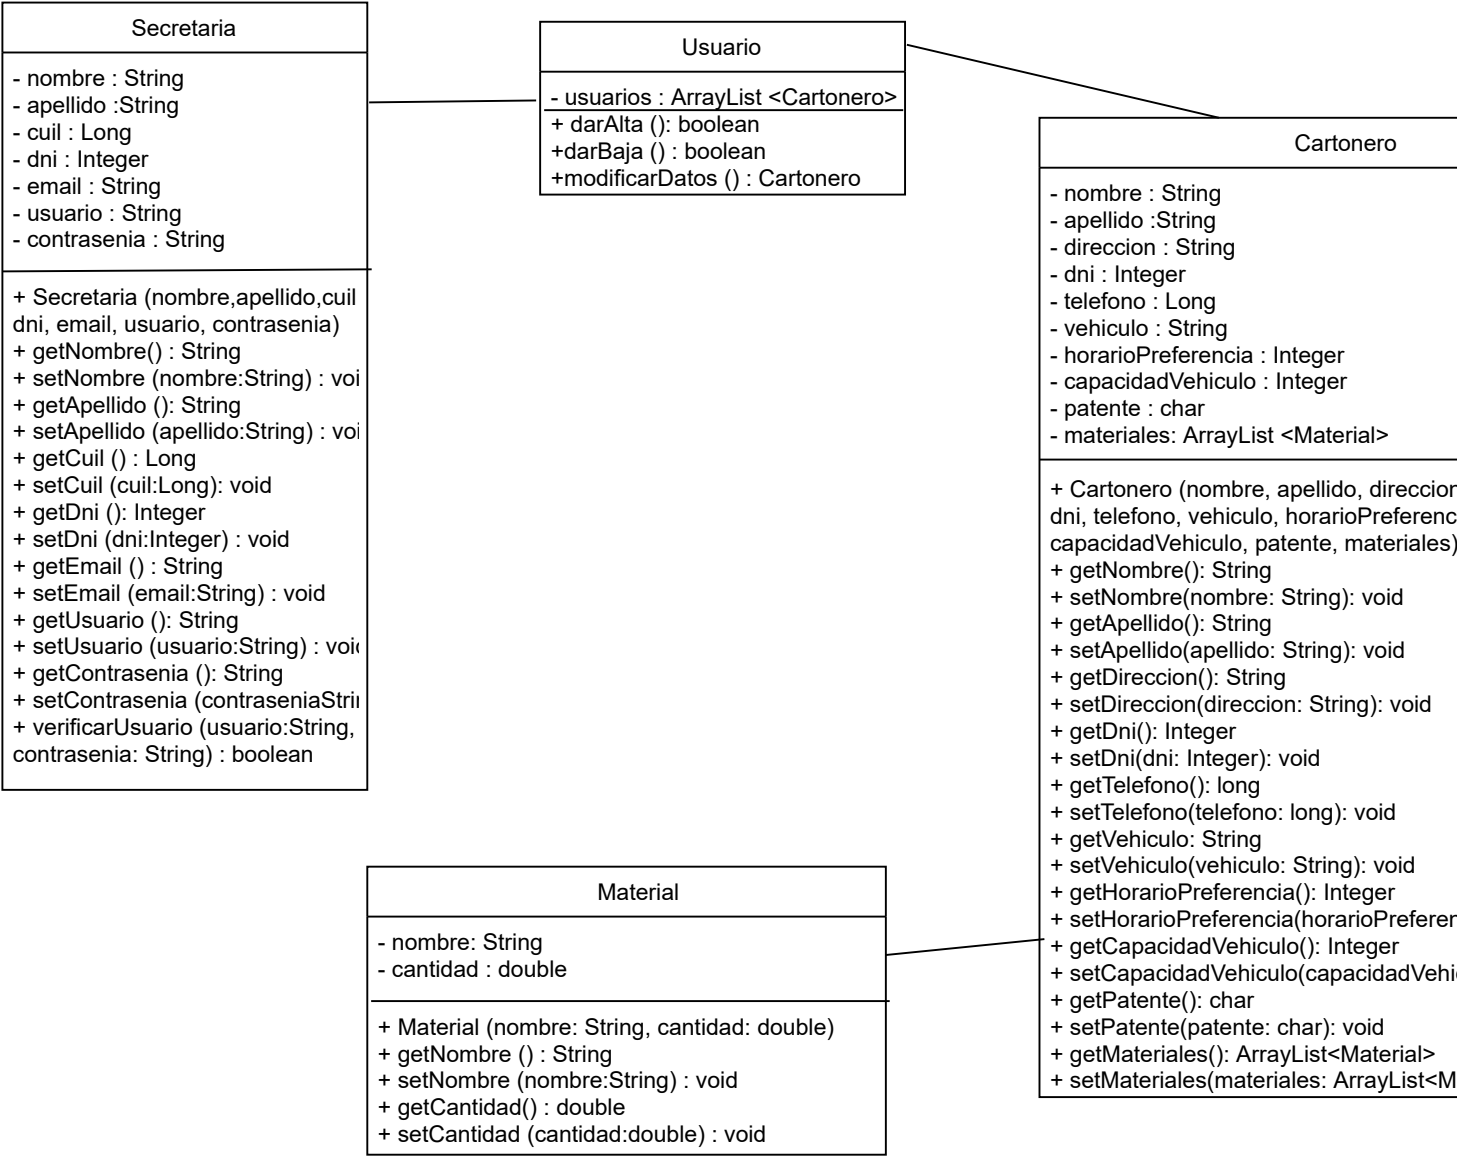 Secretaria
- nombre : String
- apellido :String
- cuil : Long
- dni : Integer
- email : String
- usuario : String
- contrasenia : String
+ Secretaria (nombre,apellido,cuil
dni, email, usuario, contrasenia)
+ getNombre() : String
+ setNombre (nombre:String) : voi
+ getApellido (): String
+ setApellido (apellido:String) : voi
+ getCuil () : Long
+ setCuil (cuil:Long): void
+ getDni (): Integer
+ setDni (dni:Integer) : void
+ getEmail () : String
+ setEmail (email:String) : void
+ getUsuario (): String
+ setUsuario (usuario:String) : void
+ getContrasenia (): String
+ setContrasenia (contraseniaStrin
+ verificarUsuario (usuario:String,
contrasenia: String) : boolean
Usuario
- usuarios : ArrayList <Cartonero>
+ darAlta (): boolean
+darBaja () : boolean
+modificarDatos () : Cartonero
Cartonero
- nombre : String
- apellido :String
- direccion : String
- dni : Integer
- telefono : Long
- vehiculo : String
- horarioPreferencia : Integer
- capacidadVehiculo : Integer
- patente : char
- materiales: ArrayList <Material>
+ Cartonero (nombre, apellido, direccion
dni, telefono, vehiculo, horarioPreferenc
capacidadVehiculo, patente, materiales)
+ getNombre(): String
+ setNombre(nombre: String): void
+ getApellido(): String
+ setApellido(apellido: String): void
+ getDireccion(): String
+ setDireccion(direccion: String): void
+ getDni(): Integer
+ setDni(dni: Integer): void
+ getTelefono(): long
+ setTelefono(telefono: long): void
+ getVehiculo: String
+ setVehiculo(vehiculo: String): void
+ getHorarioPreferencia(): Integer
+ setHorarioPreferencia(horarioPreferen
+ getCapacidadVehiculo(): Integer
+ setCapacidadVehiculo(capacidadVehi
+ getPatente(): char
+ setPatente(patente: char): void
+ getMateriales(): ArrayList<Material>
+ setMateriales(materiales: ArrayList<M
Material
- nombre: String
- cantidad : double
+ Material (nombre: String, cantidad: double)
+ getNombre () : String
+ setNombre (nombre:String) : void
+ getCantidad() : double
+ setCantidad (cantidad:double) : void